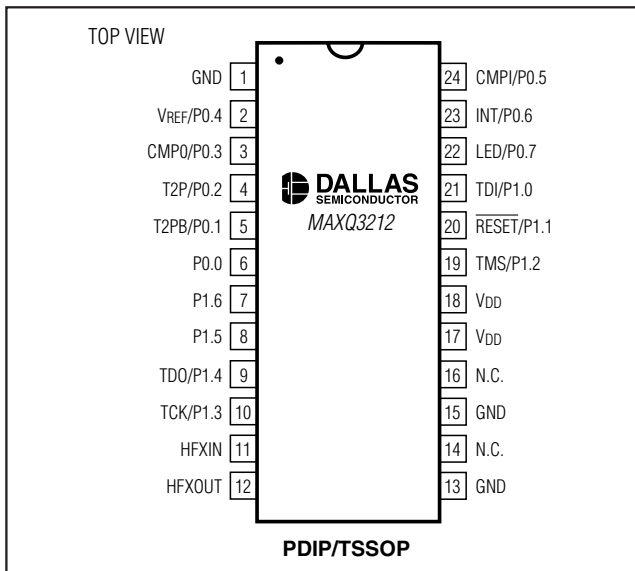 TOP VIEW
GND 1
VREF/P0.4 2
CMP0/P0.3 3
T2P/P0.2 4
T2PB/P0.1 5
P0.0 6
P1.6 7
P1.5 8
TDO/P1.4 9
TCK/P1.3 10
HFXIN 11
HFXOUT 12
DALLAS
SEMICONDUCTOR
MAXQ3212
24 CMPI/P0.5
23 INT/P0.6
22 LED/P0.7
21 TDI/P1.0
20 RESET/P1.1
19 TMS/P1.2
18 VDD
17 VDD
16 N.C.
15 GND
14 N.C.
13 GND
PDIP/TSSOP